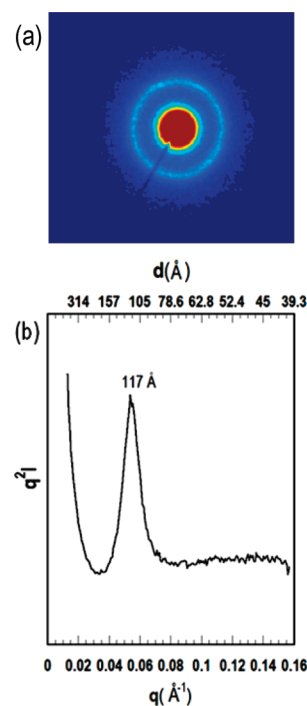 (a)
d(Å)
314 157 105 78.6 62.8 52.4 45 39.3
(b)
117 Å
q²I
0 0.02 0.04 0.06 0.08 0.1 0.12 0.14 0.16
q(Å⁻¹)